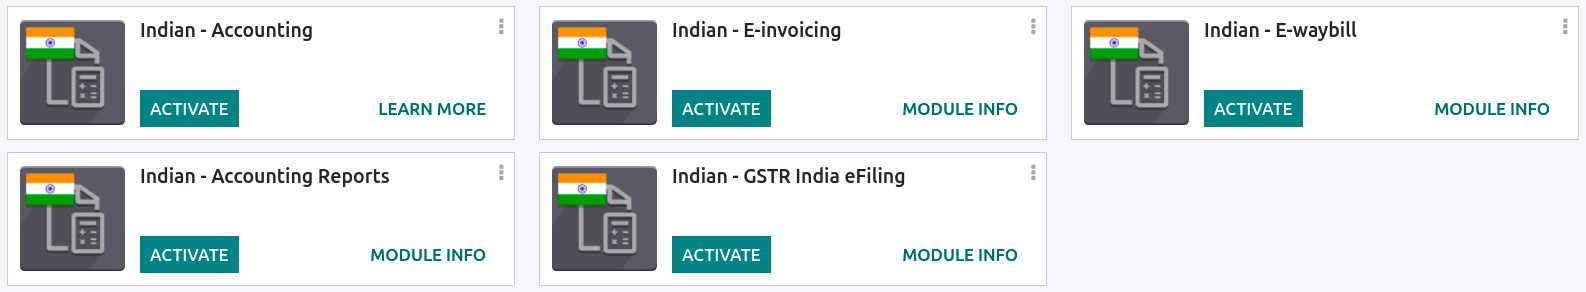 Indian - Accounting
ACTIVATE
LEARN MORE
Indian - E-invoicing
ACTIVATE
MODULE INFO
Indian - E-waybill
ACTIVATE
MODULE INFO
Indian - Accounting Reports
ACTIVATE
MODULE INFO
Indian - GSTR India eFiling
ACTIVATE
MODULE INFO